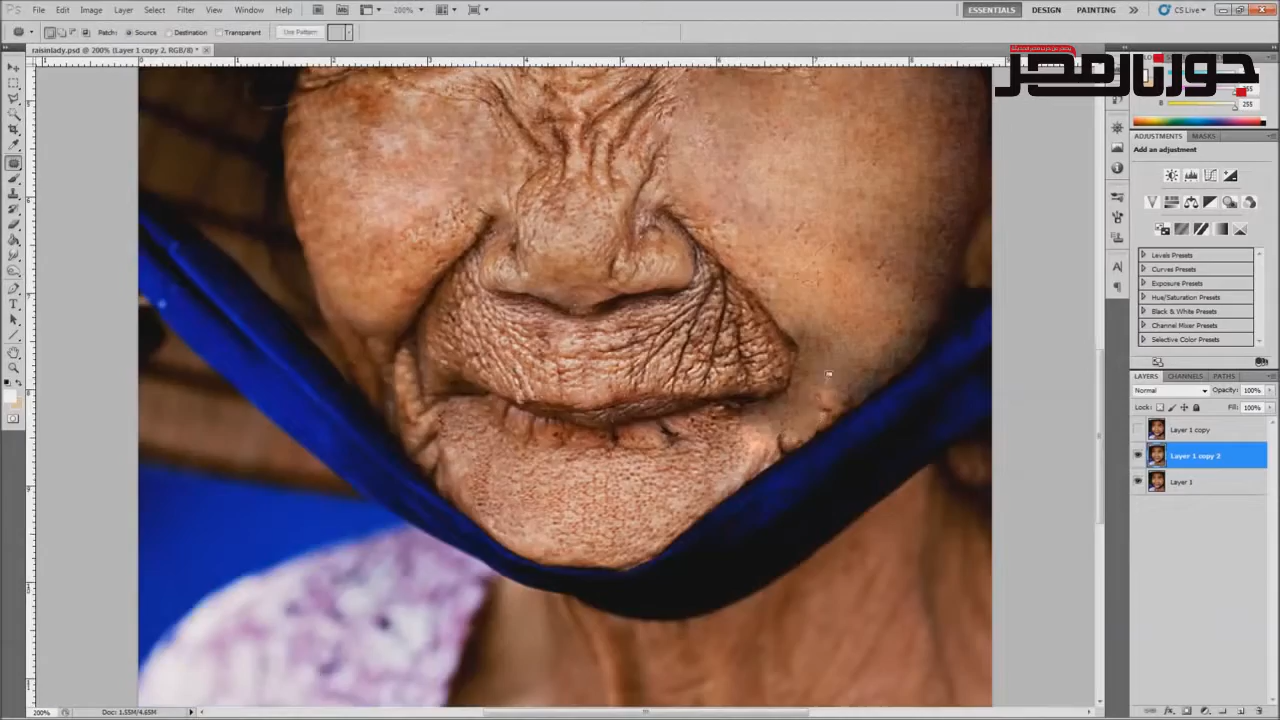 File Edit Image Layer Select Filter Analysis View Window Help 200%
ESSENTIALS DESIGN PAINTING CS Live
Patch: Source Destination Transparent Use Pattern
raisinlady.psd @ 200% (Layer 1 copy 2, RGB/8) *
جورنال مصر
255
B 255
ADJUSTMENTS MASKS
Add an adjustment
Levels Presets
Curves Presets
Exposure Presets
Hue/Saturation Presets
Black & White Presets
Channel Mixer Presets
Selective Color Presets
LAYERS CHANNELS PATHS
Normal Opacity: 100%
Lock: Fill: 100%
Layer 1 copy
Layer 1 copy 2
Layer 1
200% Doc: 1.55M/4.65M